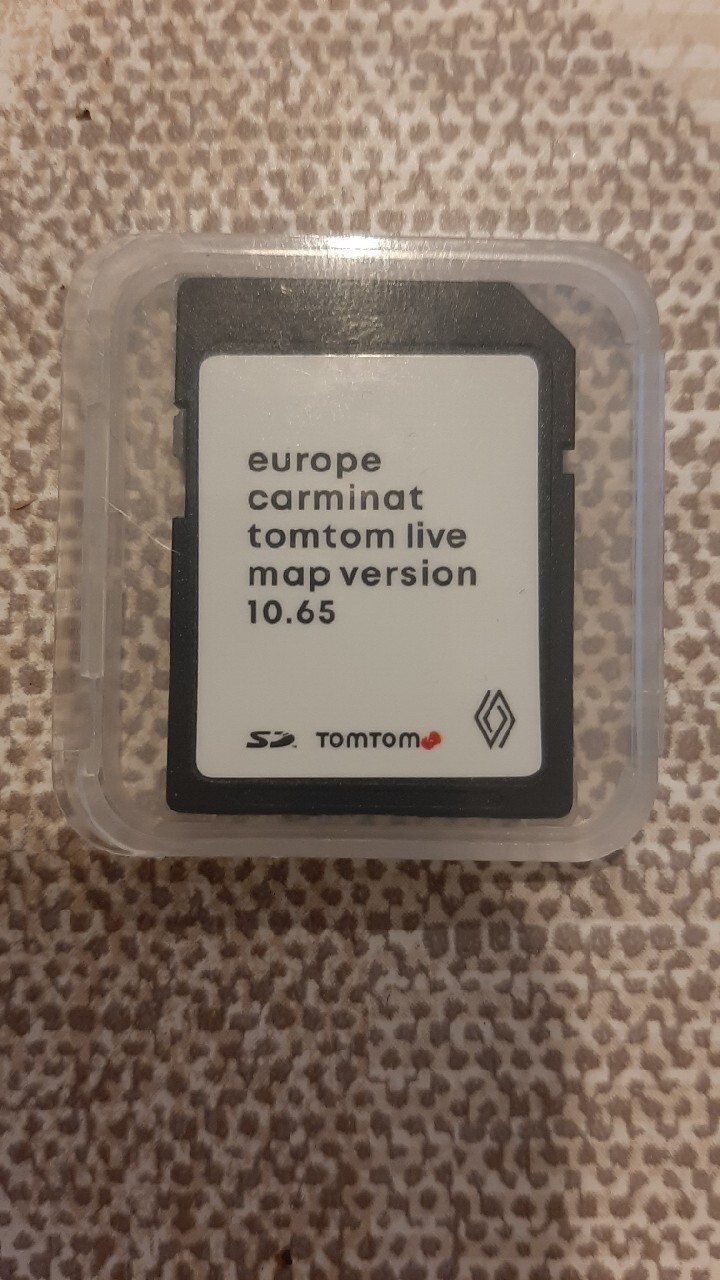 europe
carminat
tomtom live
map version
10.65
SD TOMTOM